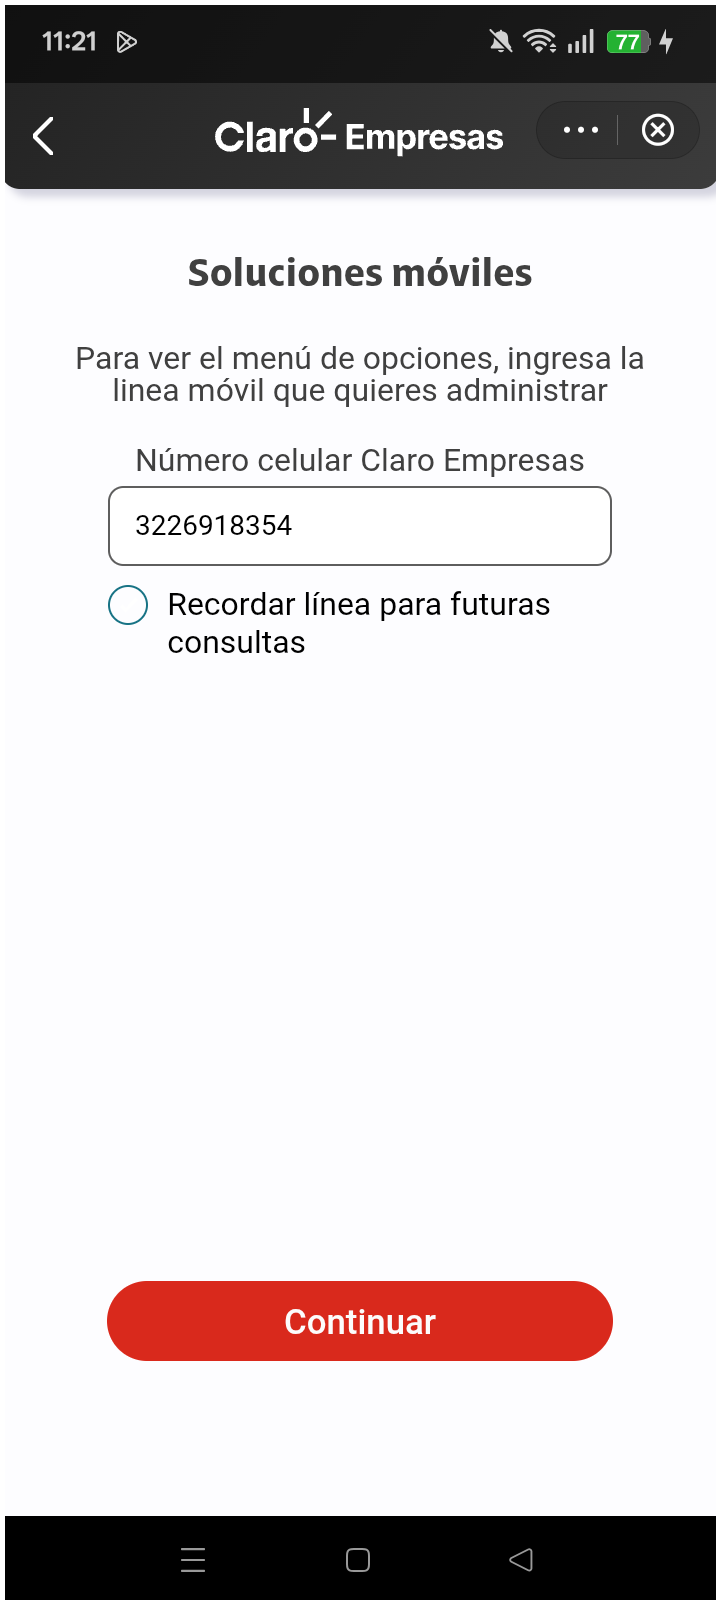 11:21
77
Claro Empresas
Soluciones móviles
Para ver el menú de opciones, ingresa la
linea móvil que quieres administrar
Número celular Claro Empresas
3226918354
Recordar línea para futuras
consultas
Continuar